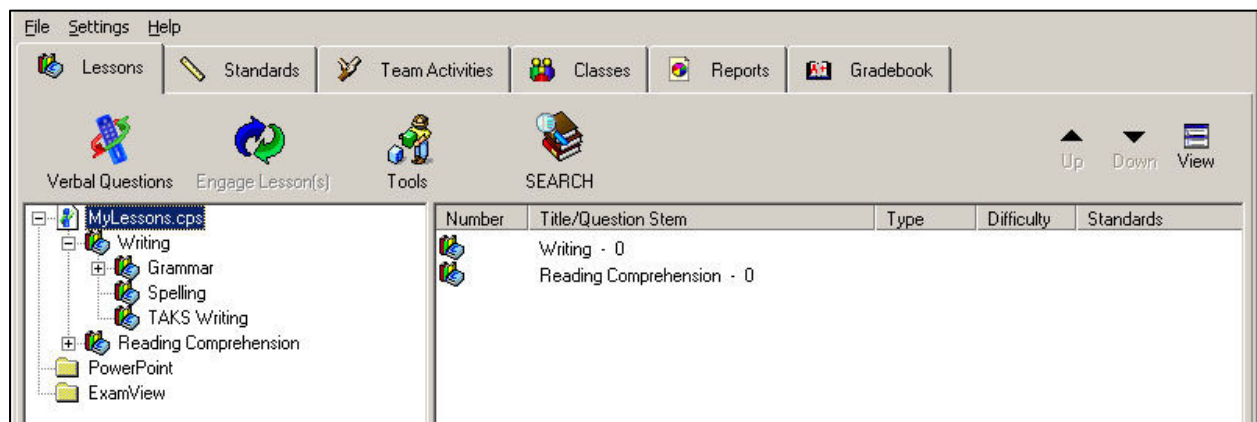 File Settings Help
Lessons Standards Team Activities Classes Reports A+ Gradebook
Verbal Questions Engage Lesson(s) Tools SEARCH Up Down View
MyLessons.cps Number Title/Question Stem Type Difficulty Standards
Writing Writing - 0
Grammar Reading Comprehension - 0
Spelling
TAKS Writing
Reading Comprehension
PowerPoint
ExamView